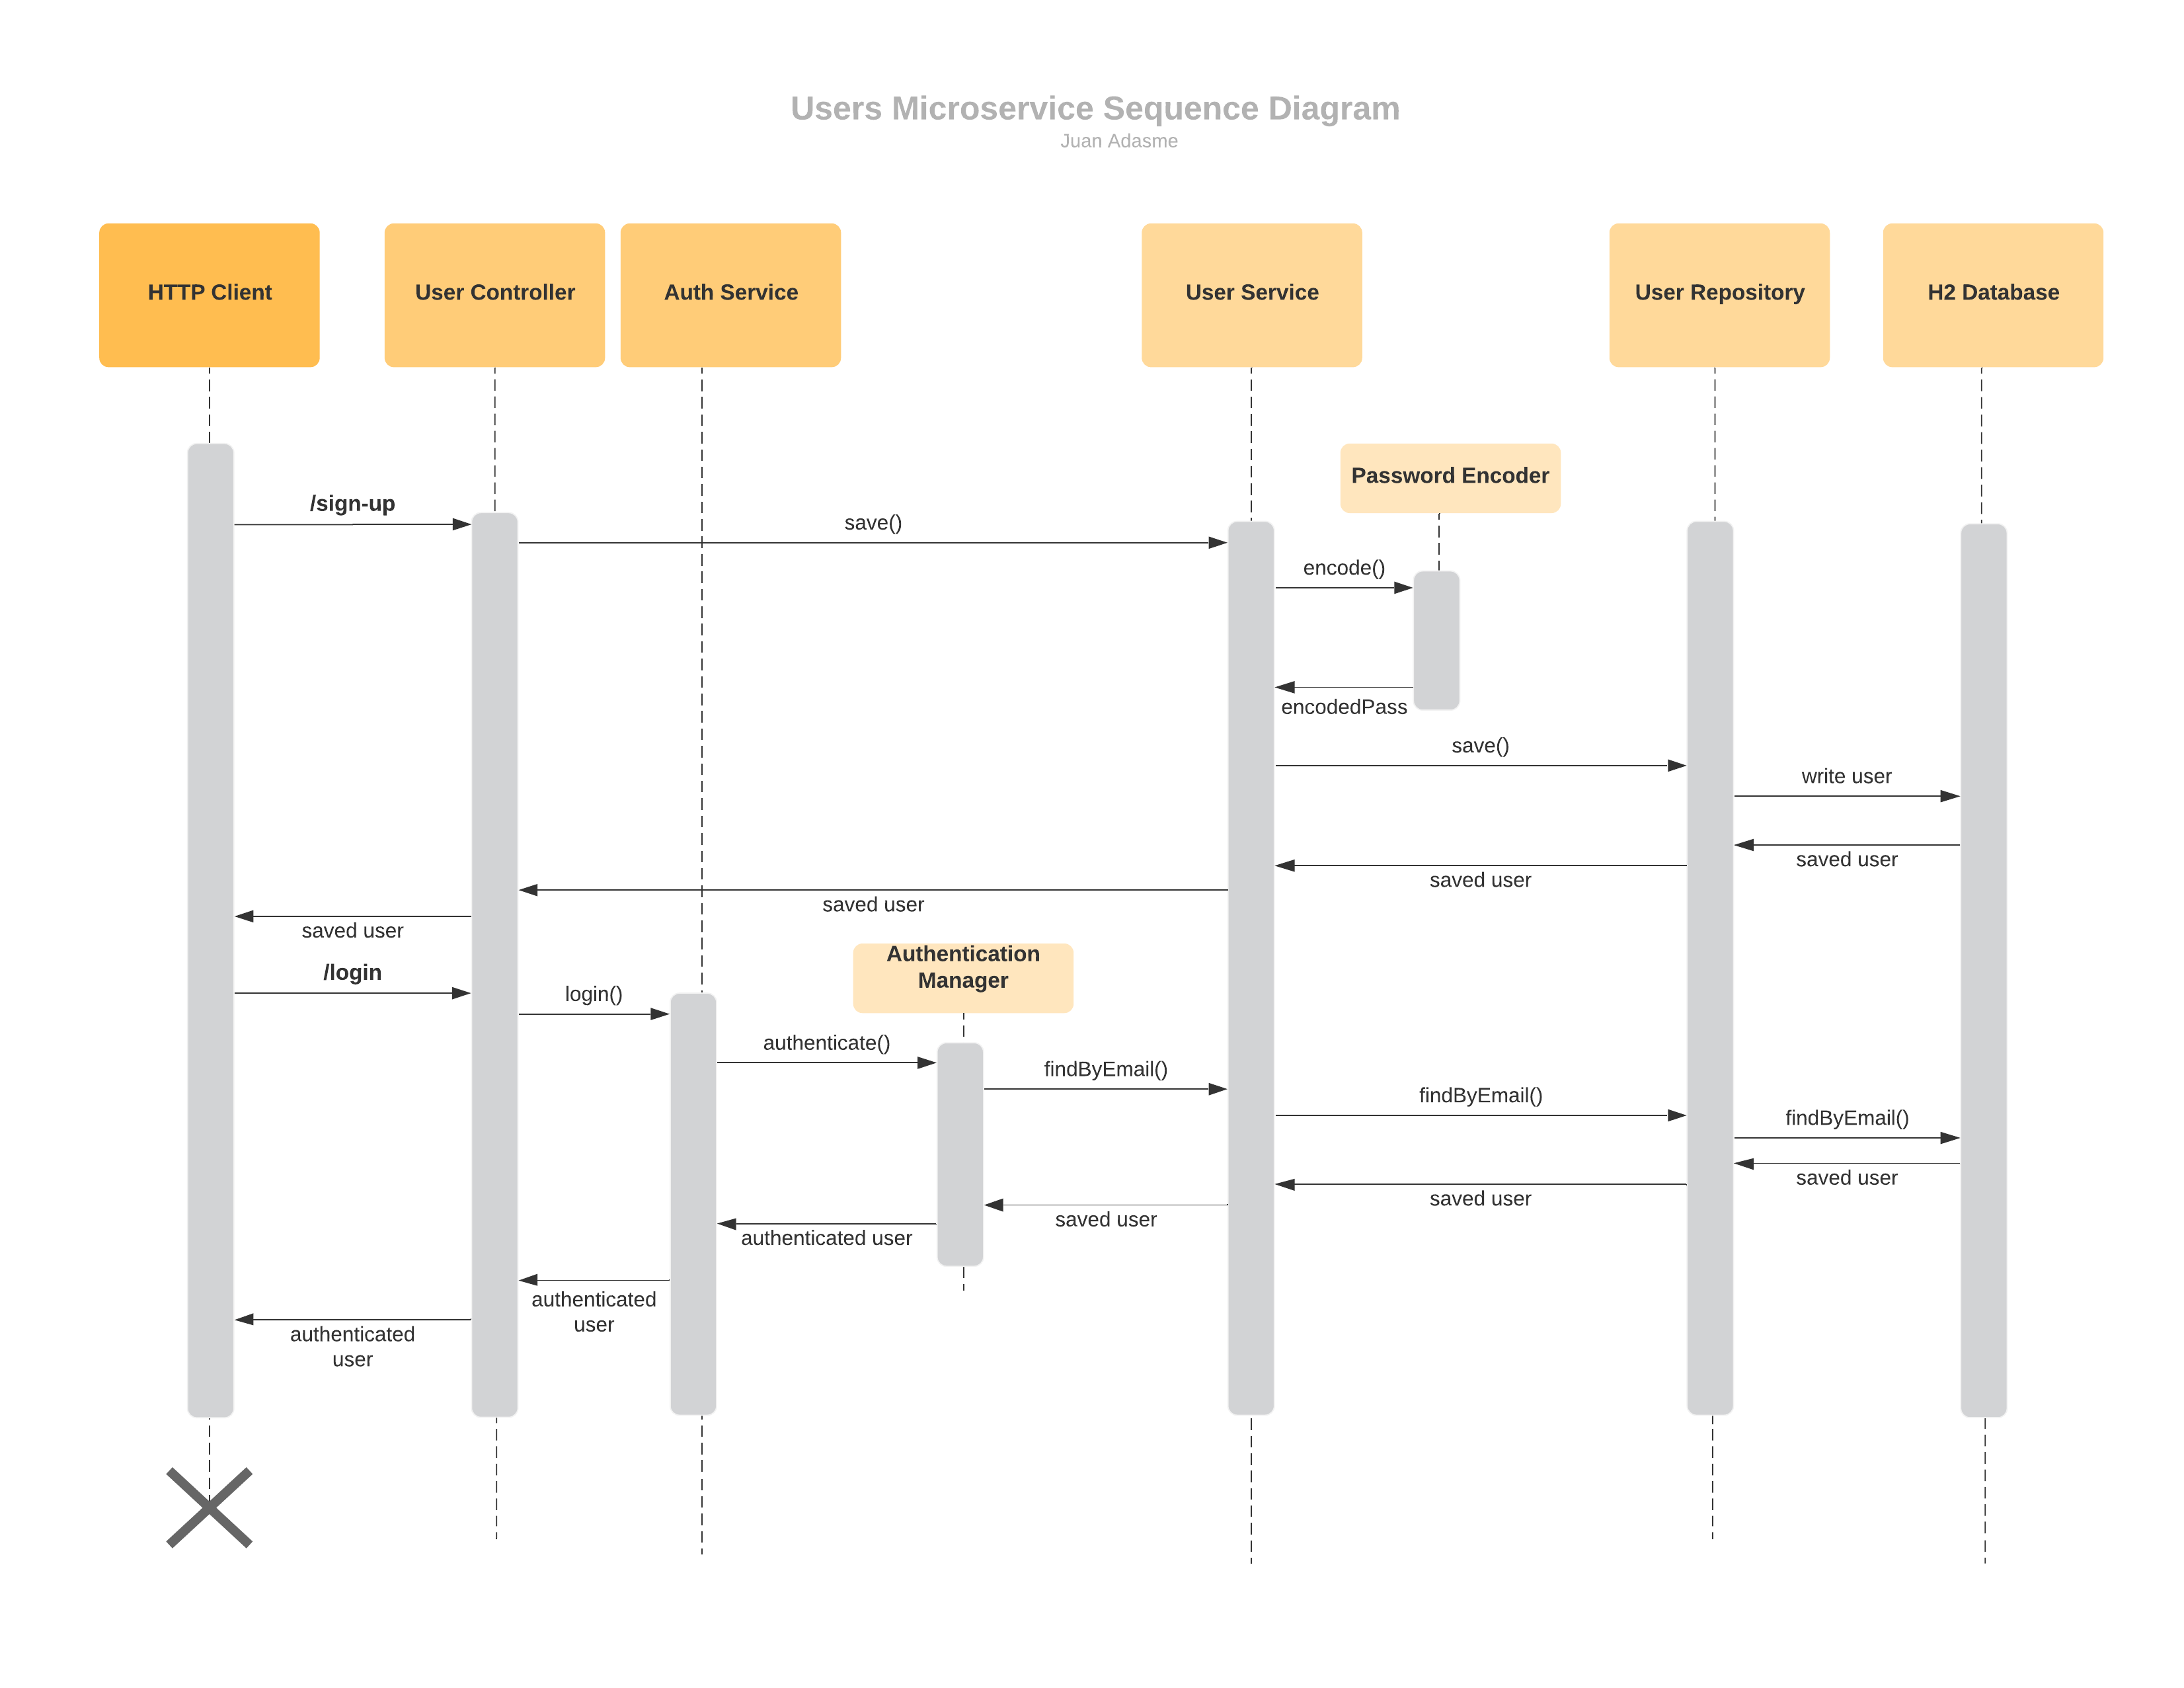 Users Microservice Sequence Diagram
Juan Adasme
HTTP Client
User Controller
Auth Service
User Service
User Repository
H2 Database
Password Encoder
/sign-up
save()
encode()
encodedPass
save()
write user
saved user
saved user
saved user
saved user
Authentication
Manager
/login
login()
authenticate()
findByEmail()
findByEmail()
findByEmail()
saved user
saved user
saved user
authenticated user
authenticated
user
authenticated
user